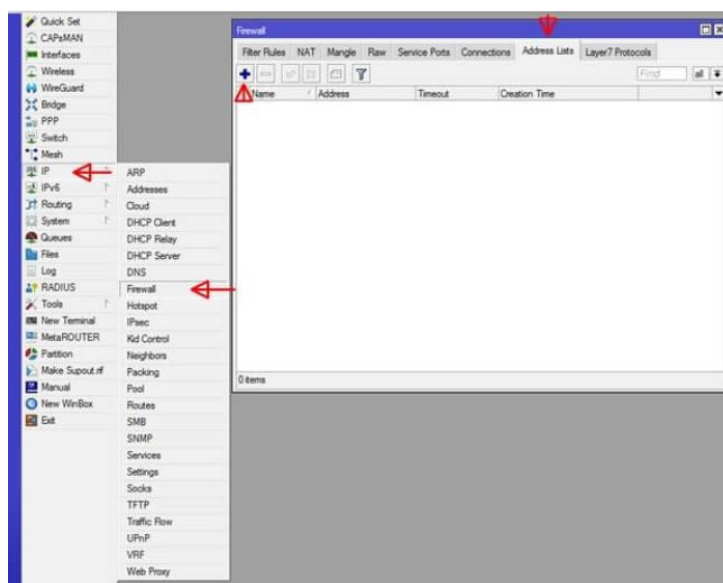 Quick Set
CAPsMAN
Interfaces
Wireless
WireGuard
Bridge
PPP
Switch
Mesh
IP
IPv6
Routing
System
Queues
Files
Log
RADIUS
Tools
New Terminal
MetaROUTER
Partition
Make Supout.rif
Manual
New WinBox
Exit
ARP
Addresses
Cloud
DHCP Client
DHCP Relay
DHCP Server
DNS
Firewall
Hotspot
IPsec
Kid Control
Neighbors
Packing
Pool
Routes
SMB
SNMP
Services
Settings
Socks
TFTP
Traffic Flow
UPnP
VRF
Web Proxy
Firewall
Filter Rules NAT Mangle Raw Service Ports Connections Address Lists Layer7 Protocols
Find all
Name Address Timeout Creation Time
0 items